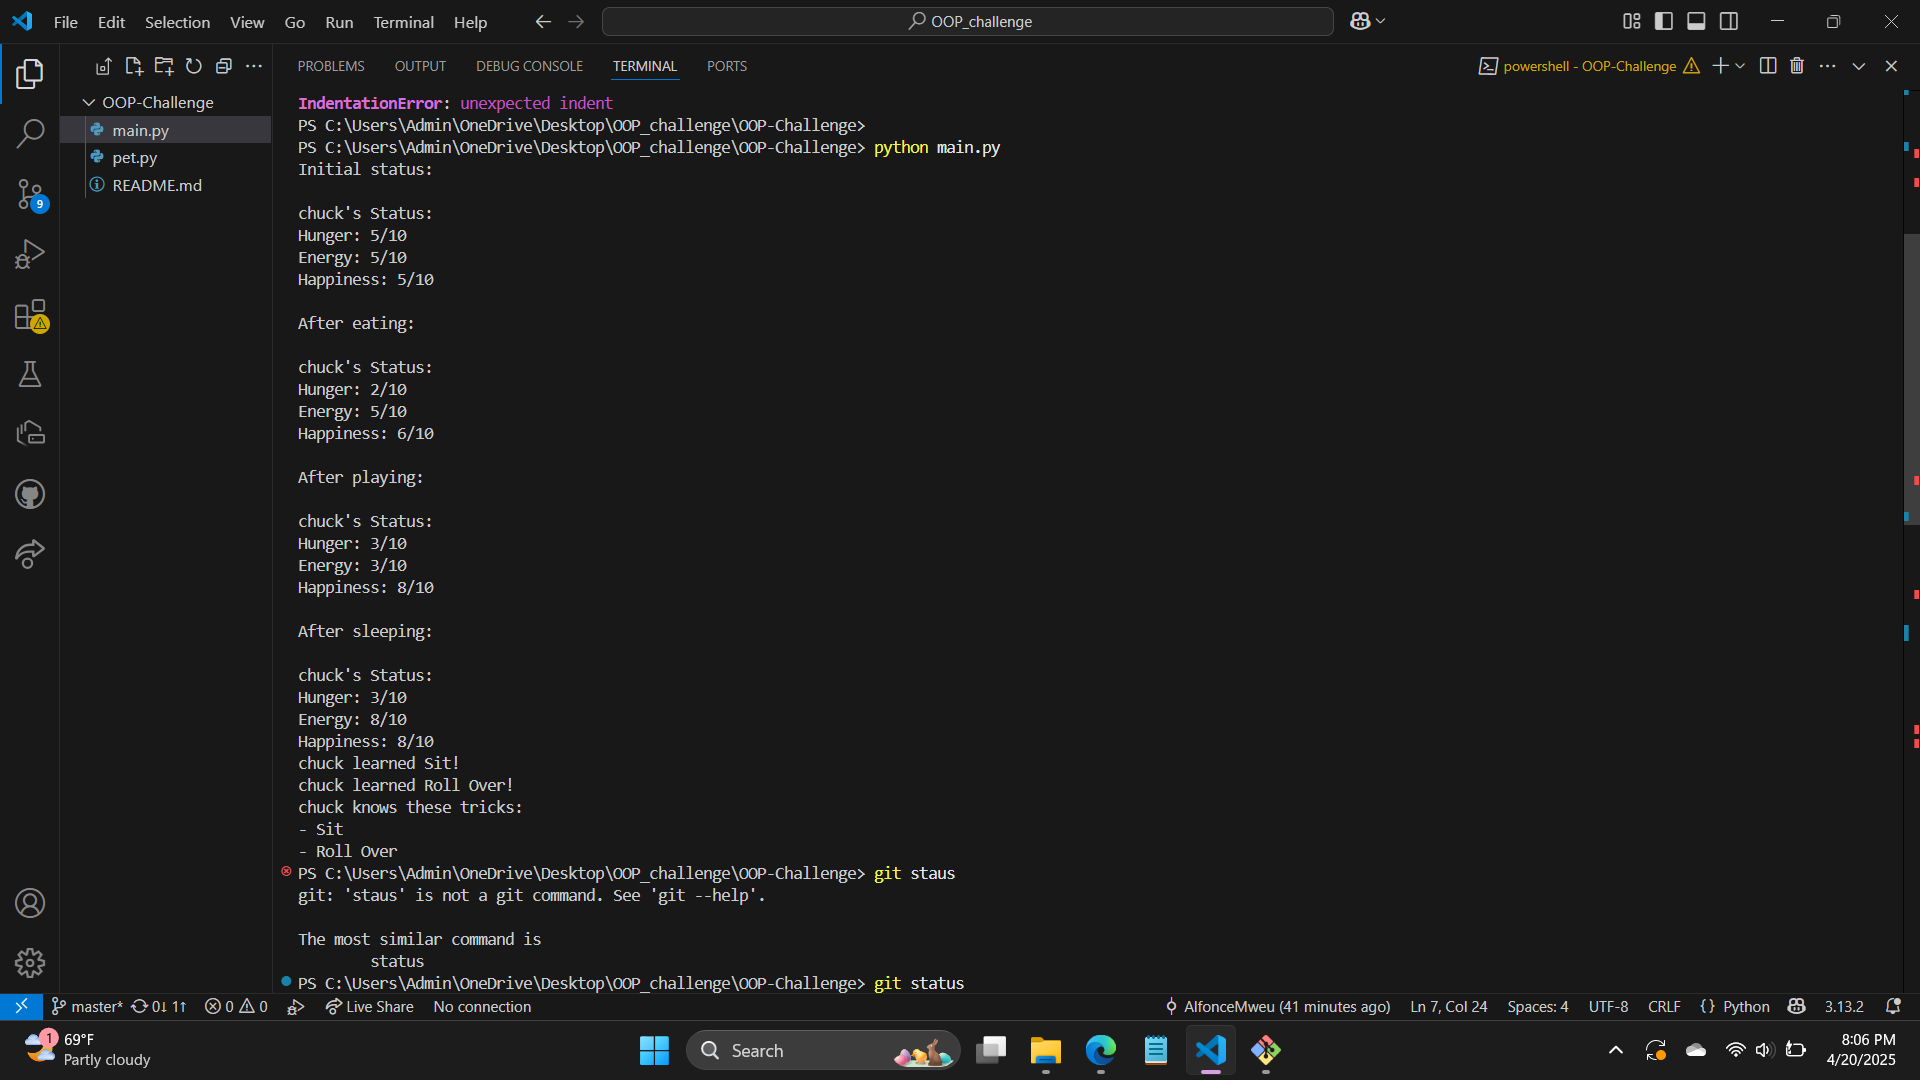 File Edit Selection View Go Run Terminal Help
OOP_challenge
PROBLEMS OUTPUT DEBUG CONSOLE TERMINAL PORTS
powershell - OOP-Challenge
OOP-Challenge
main.py
pet.py
README.md
9
IndentationError: unexpected indent
PS C:\Users\Admin\OneDrive\Desktop\OOP_challenge\OOP-Challenge>
PS C:\Users\Admin\OneDrive\Desktop\OOP_challenge\OOP-Challenge> python main.py
Initial status:
chuck's Status:
Hunger: 5/10
Energy: 5/10
Happiness: 5/10
After eating:
chuck's Status:
Hunger: 2/10
Energy: 5/10
Happiness: 6/10
After playing:
chuck's Status:
Hunger: 3/10
Energy: 3/10
Happiness: 8/10
After sleeping:
chuck's Status:
Hunger: 3/10
Energy: 8/10
Happiness: 8/10
chuck learned Sit!
chuck learned Roll Over!
chuck knows these tricks:
- Sit
- Roll Over
PS C:\Users\Admin\OneDrive\Desktop\OOP_challenge\OOP-Challenge> git staus
git: 'staus' is not a git command. See 'git --help'.
The most similar command is
status
PS C:\Users\Admin\OneDrive\Desktop\OOP_challenge\OOP-Challenge> git status
master* 0↓ 1↑ 0 0 Live Share No connection
AlfonceMweu (41 minutes ago) Ln 7, Col 24 Spaces: 4 UTF-8 CRLF {} Python 3.13.2
1
69°F
Partly cloudy
Search
8:06 PM
4/20/2025